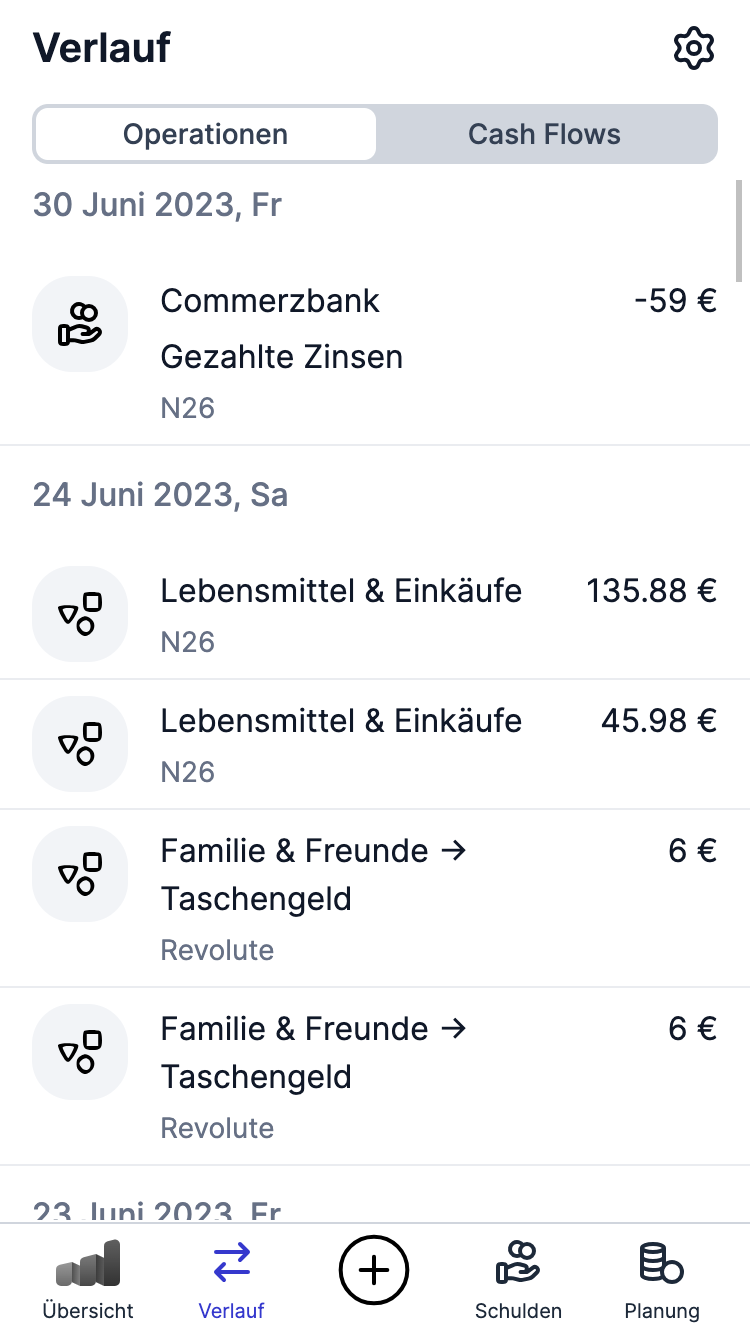 Verlauf
Operationen
Cash Flows
30 Juni 2023, Fr
Commerzbank
-59 €
Gezahlte Zinsen
N26
24 Juni 2023, Sa
Lebensmittel & Einkäufe
135.88 €
N26
Lebensmittel & Einkäufe
45.98 €
N26
Familie & Freunde →
6 €
Taschengeld
Revolute
Familie & Freunde →
6 €
Taschengeld
Revolute
23 Juni 2023, Fr
Übersicht
Verlauf
Schulden
Planung